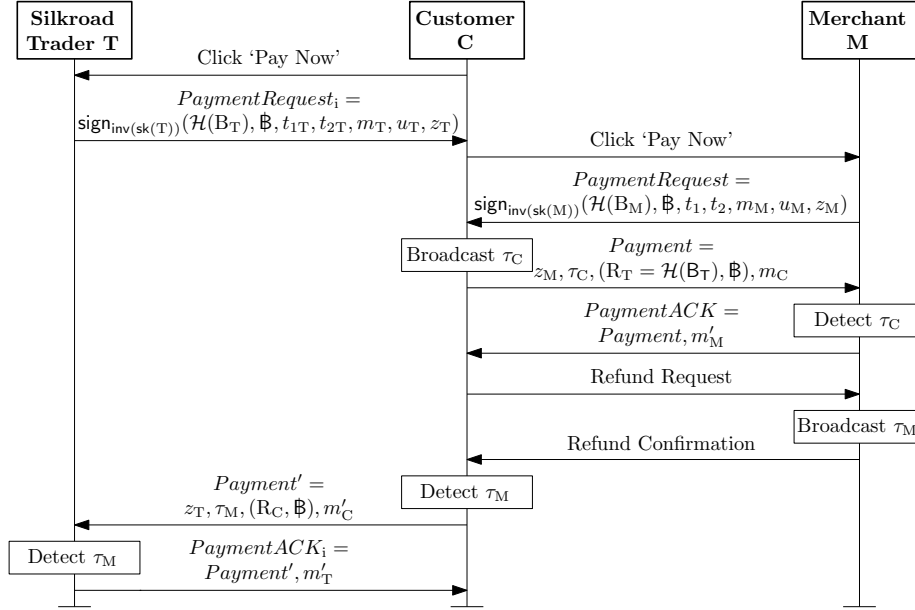 Silkroad
Trader T
Customer
C
Merchant
M
Click ‘Pay Now’
PaymentRequestᵢ =
sign_inv(sk(T))(ℋ(B_T), ฿, t_1T, t_2T, m_T, u_T, z_T)
Click ‘Pay Now’
PaymentRequest =
sign_inv(sk(M))(ℋ(B_M), ฿, t_1, t_2, m_M, u_M, z_M)
Broadcast τ_C
Payment =
z_M, τ_C, (R_T = ℋ(B_T), ฿), m_C
Detect τ_C
PaymentACK =
Payment, m′_M
Refund Request
Broadcast τ_M
Refund Confirmation
Detect τ_M
Payment′ =
z_T, τ_M, (R_C, ฿), m′_C
Detect τ_M
PaymentACKᵢ =
Payment′, m′_T